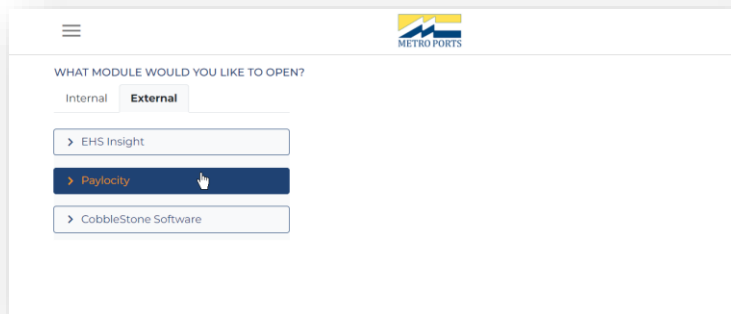 METRO PORTS
WHAT MODULE WOULD YOU LIKE TO OPEN?
Internal External
EHS Insight
Paylocity
CobbleStone Software